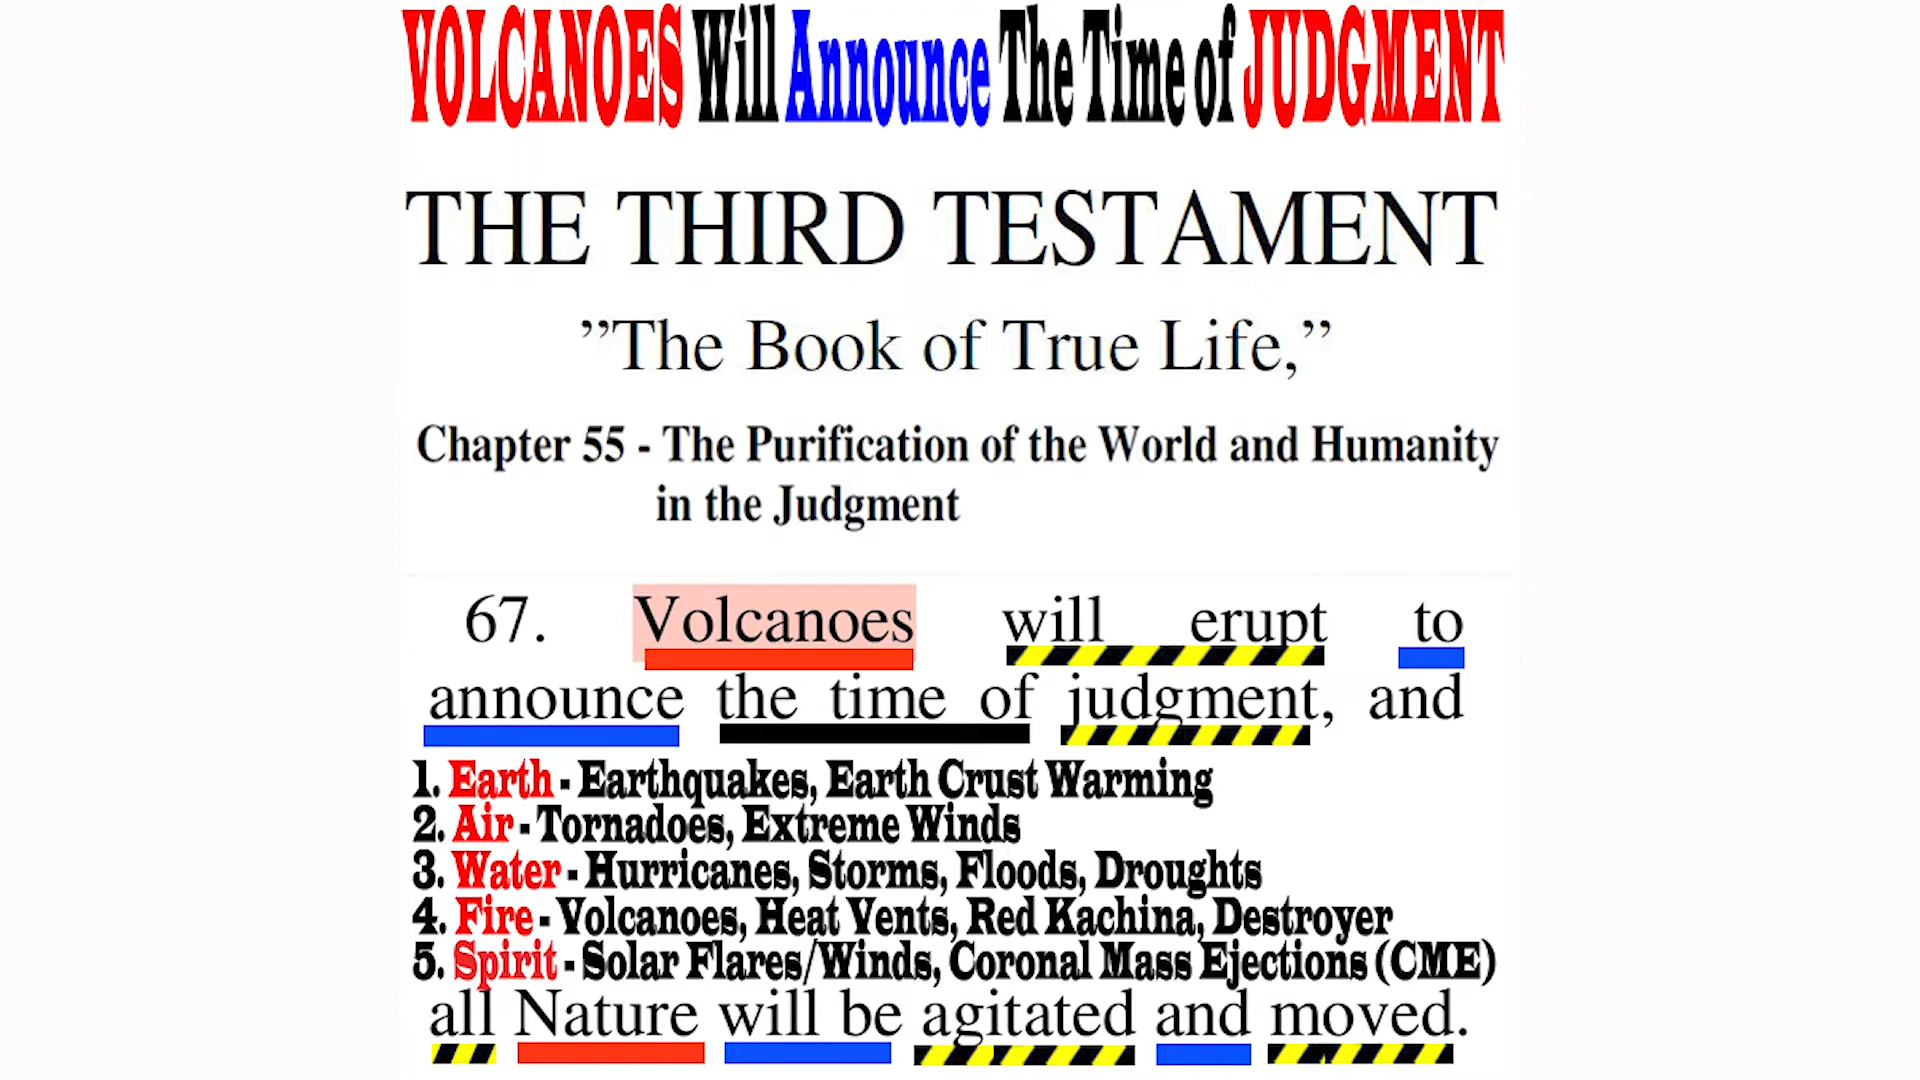 VOLCANOES Will Announce The Time of JUDGMENT
THE THIRD TESTAMENT
”The Book of True Life,”
Chapter 55 - The Purification of the World and Humanity
in the Judgment
67. Volcanoes will erupt to
announce the time of judgment, and
1. Earth - Earthquakes, Earth Crust Warming
2. Air - Tornadoes, Extreme Winds
3. Water - Hurricanes, Storms, Floods, Droughts
4. Fire - Volcanoes, Heat Vents, Red Kachina, Destroyer
5. Spirit - Solar Flares/Winds, Coronal Mass Ejections (CME)
all Nature will be agitated and moved.